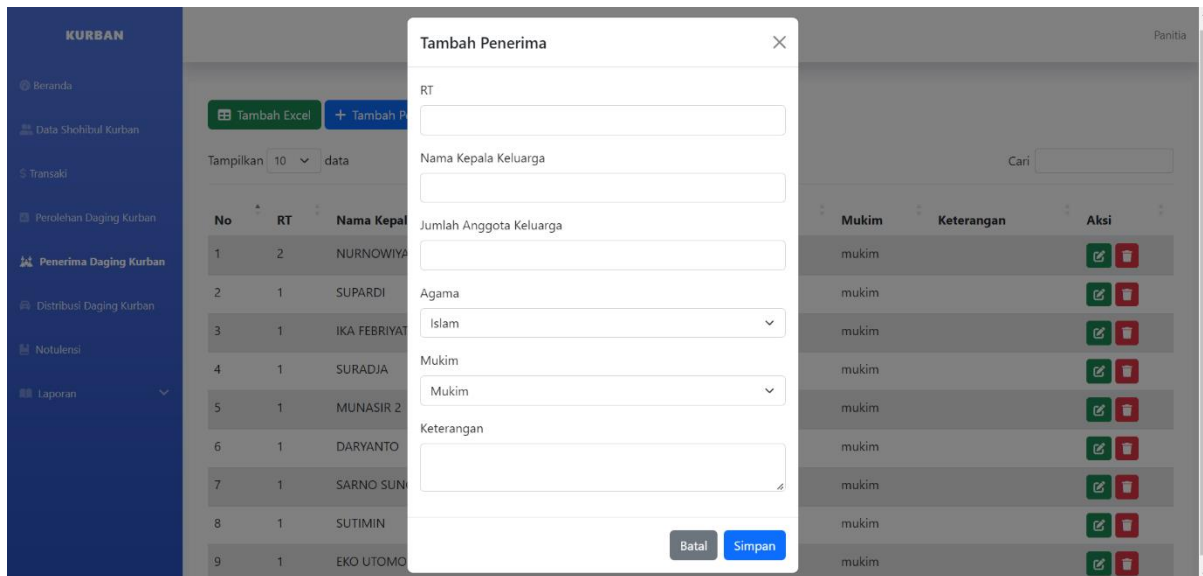 KURBAN
Panitia
Beranda
Data Shohibul Kurban
$ Transaki
Perolehan Daging Kurban
Penerima Daging Kurban
Distribusi Daging Kurban
Notulensi
Laporan
Tambah Excel + Tambah P
Tampilkan 10 data
Cari
No RT Nama Kepal Mukim Keterangan Aksi
1 2 NURNOWIYA mukim
2 1 SUPARDI mukim
3 1 IKA FEBRIYAT mukim
4 1 SURADJA mukim
5 1 MUNASIR 2 mukim
6 1 DARYANTO mukim
7 1 SARNO SUN mukim
8 1 SUTIMIN mukim
9 1 EKO UTOMO mukim
Tambah Penerima
RT
Nama Kepala Keluarga
Jumlah Anggota Keluarga
Agama
Islam
Mukim
Mukim
Keterangan
Batal Simpan